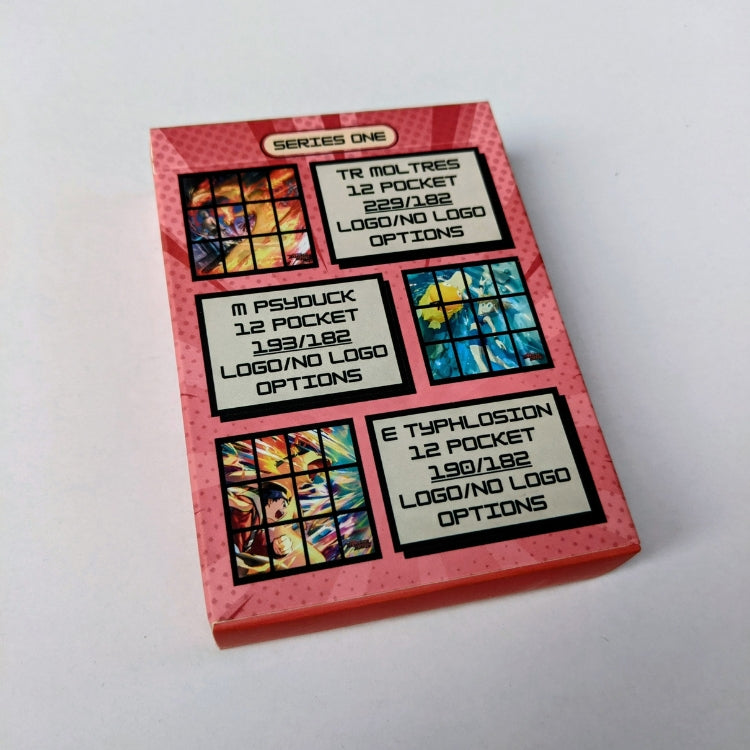 SERIES ONE
TR MOLTRES
12 POCKET
229/182
LOGO/NO LOGO
OPTIONS
M PSYDUCK
12 POCKET
193/182
LOGO/NO LOGO
OPTIONS
E TYPHLOSION
12 POCKET
190/182
LOGO/NO LOGO
OPTIONS